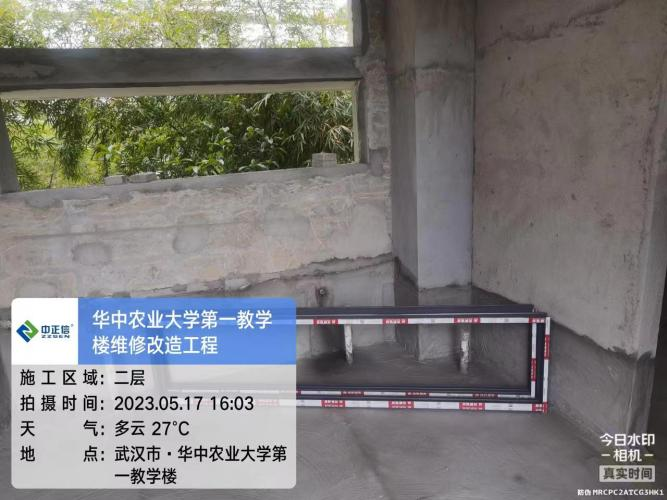 中正信®
ZZSEN
华中农业大学第一教学
楼维修改造工程
施工区域：二层
拍摄时间：2023.05.17 16:03
天气：多云 27℃
地点：武汉市·华中农业大学第
一教学楼
今日水印
相机
真实时间
防伪 MRCPC2ATCG3HK1